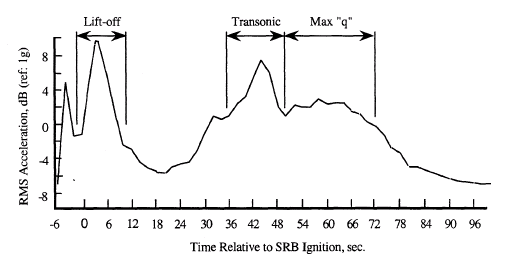 Lift-off Transonic Max "q"
RMS Acceleration, dB (ref: 1g)
8
4
0
-4
-8
-6 0 6 12 18 24 30 36 42 48 54 60 66 72 78 84 90 96
Time Relative to SRB Ignition, sec.